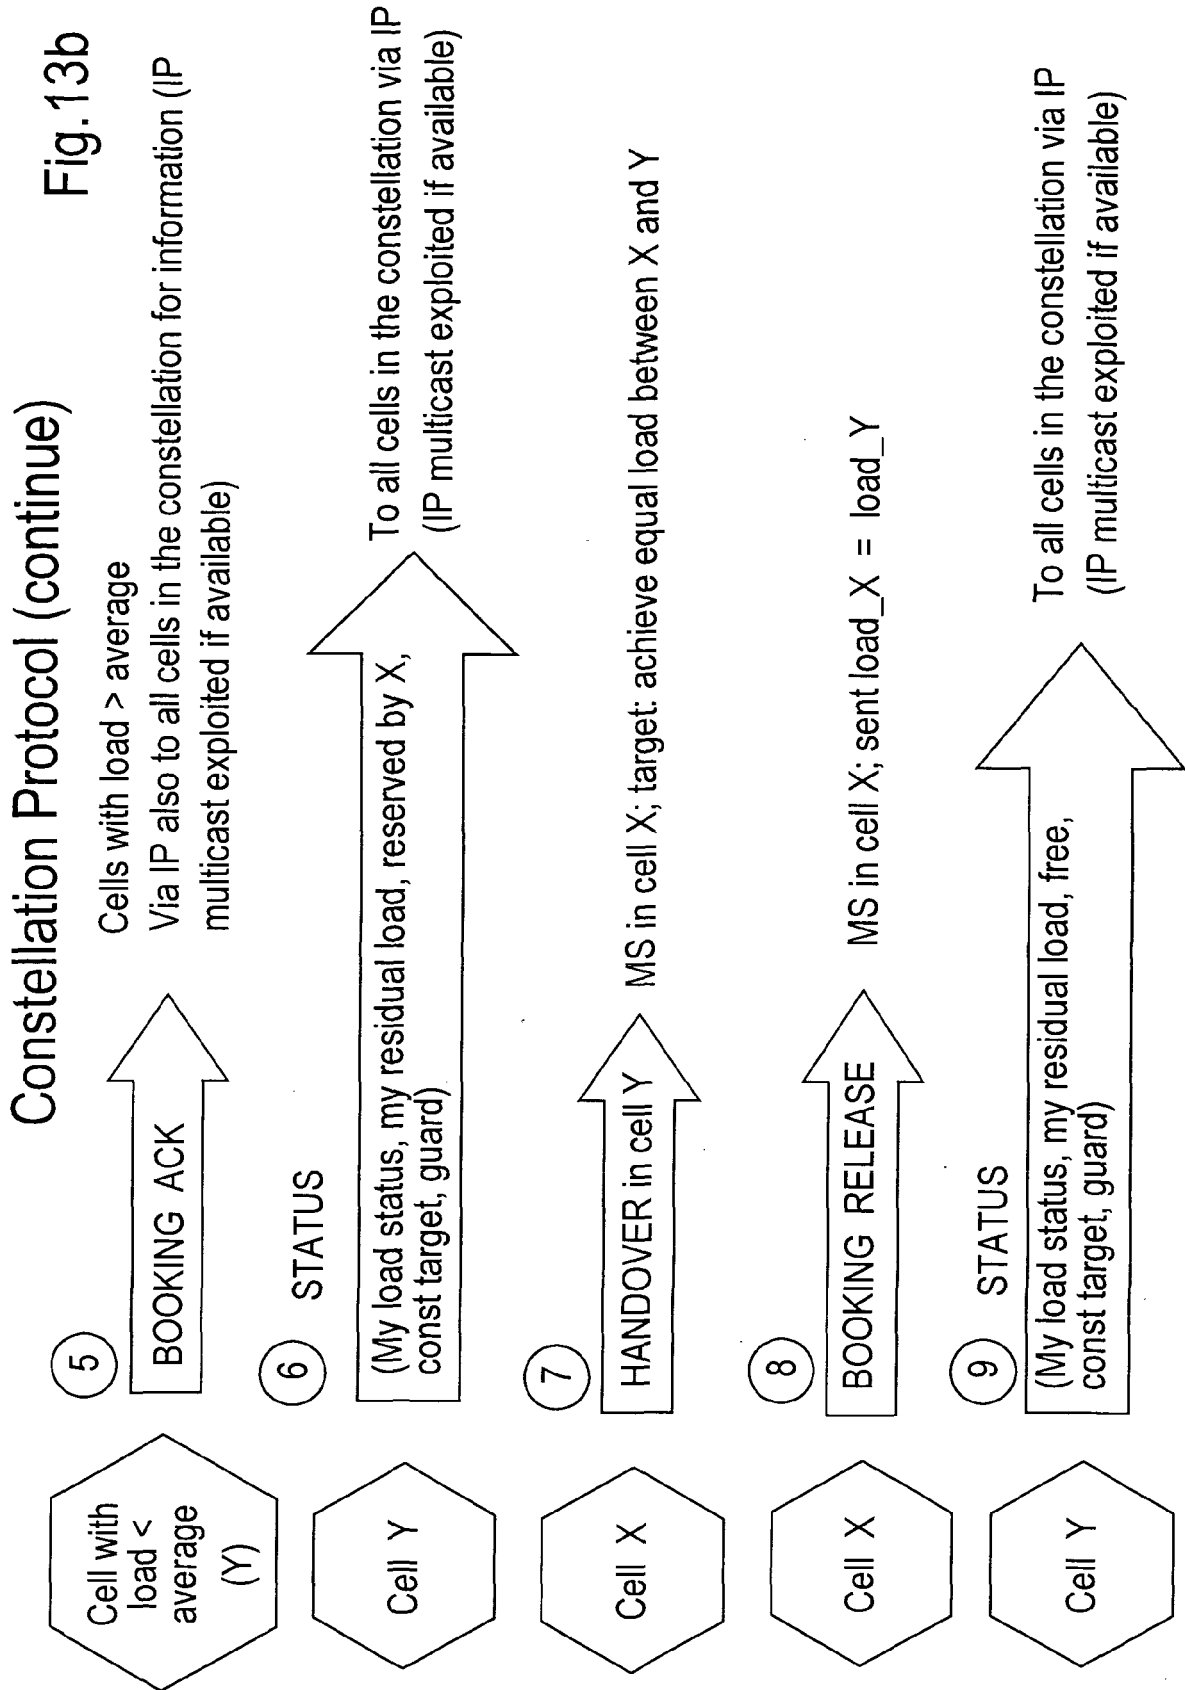 Constellation Protocol (continue)
Fig.13b
Cell with
load <
average
(Y)
5
BOOKING ACK
Cells with load > average
Via IP also to all cells in the constellation for information (IP
multicast exploited if available)
Cell Y
6
STATUS
(My load status, my residual load, reserved by X,
const target, guard)
To all cells in the constellation via IP
(IP multicast exploited if available)
Cell X
7
HANDOVER in cell Y
MS in cell X; target: achieve equal load between X and Y
Cell X
8
BOOKING RELEASE
MS in cell X; sent load_X = load_Y
Cell Y
9
STATUS
(My load status, my residual load, free,
const target, guard)
To all cells in the constellation via IP
(IP multicast exploited if available)